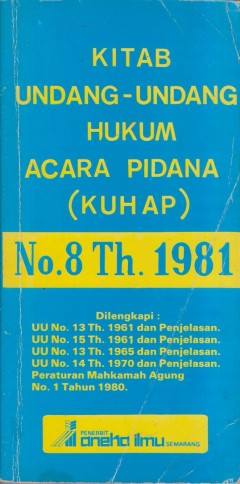 KITAB
UNDANG-UNDANG
HUKUM
ACARA PIDANA
(KUHAP)
No.8 Th. 1981
Dilengkapi :
UU No. 13 Th. 1961 dan Penjelasan.
UU No. 15 Th. 1961 dan Penjelasan.
UU No. 13 Th. 1965 dan Penjelasan.
UU No. 14 Th. 1970 dan Penjelasan.
Peraturan Mahkamah Agung
No. 1 Tahun 1980.
PENERBIT
aneka ilmu SEMARANG